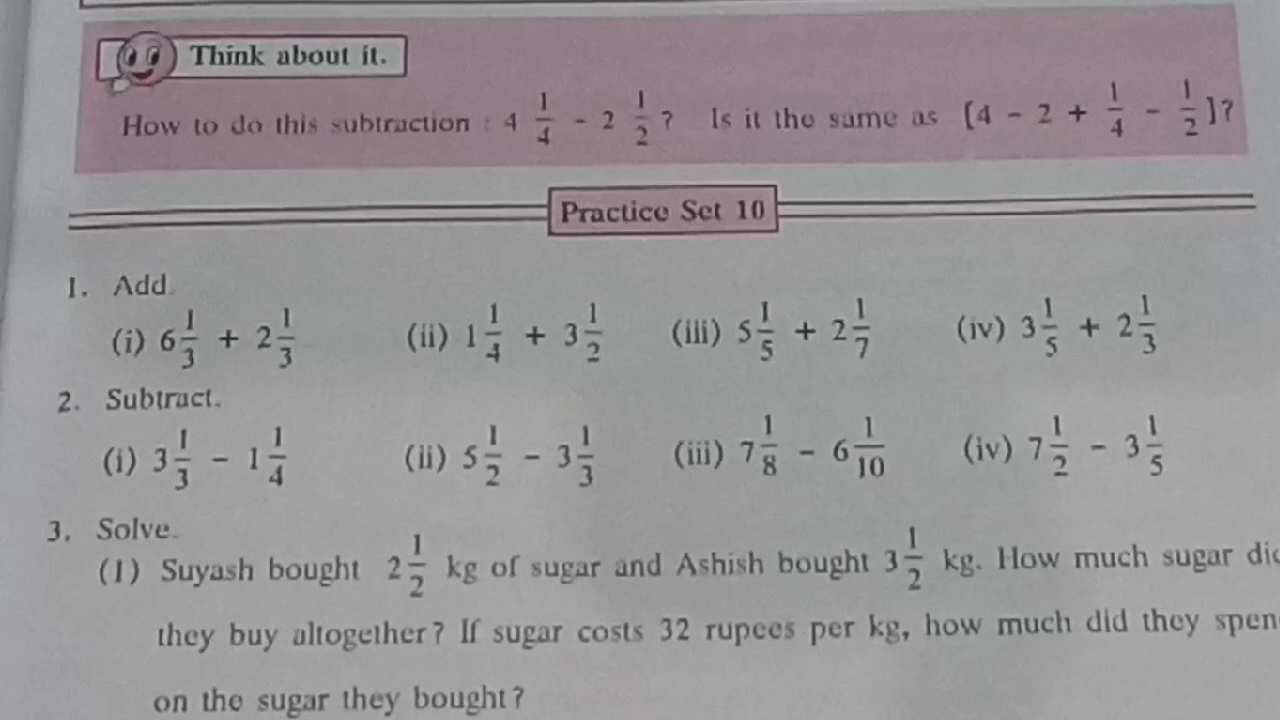 Think about it.
How to do this subtraction : 4 1/4 - 2 1/2 ? Is it the same as [4 - 2 + 1/4 - 1/2]?
Practice Set 10
1. Add.
(i) 6 1/3 + 2 1/3 (ii) 1 1/4 + 3 1/2 (iii) 5 1/5 + 2 1/7 (iv) 3 1/5 + 2 1/3
2. Subtract.
(i) 3 1/3 - 1 1/4 (ii) 5 1/2 - 3 1/3 (iii) 7 1/8 - 6 1/10 (iv) 7 1/2 - 3 1/5
3. Solve.
(1) Suyash bought 2 1/2 kg of sugar and Ashish bought 3 1/2 kg. How much sugar di
they buy altogether? If sugar costs 32 rupees per kg, how much did they spen
on the sugar they bought?